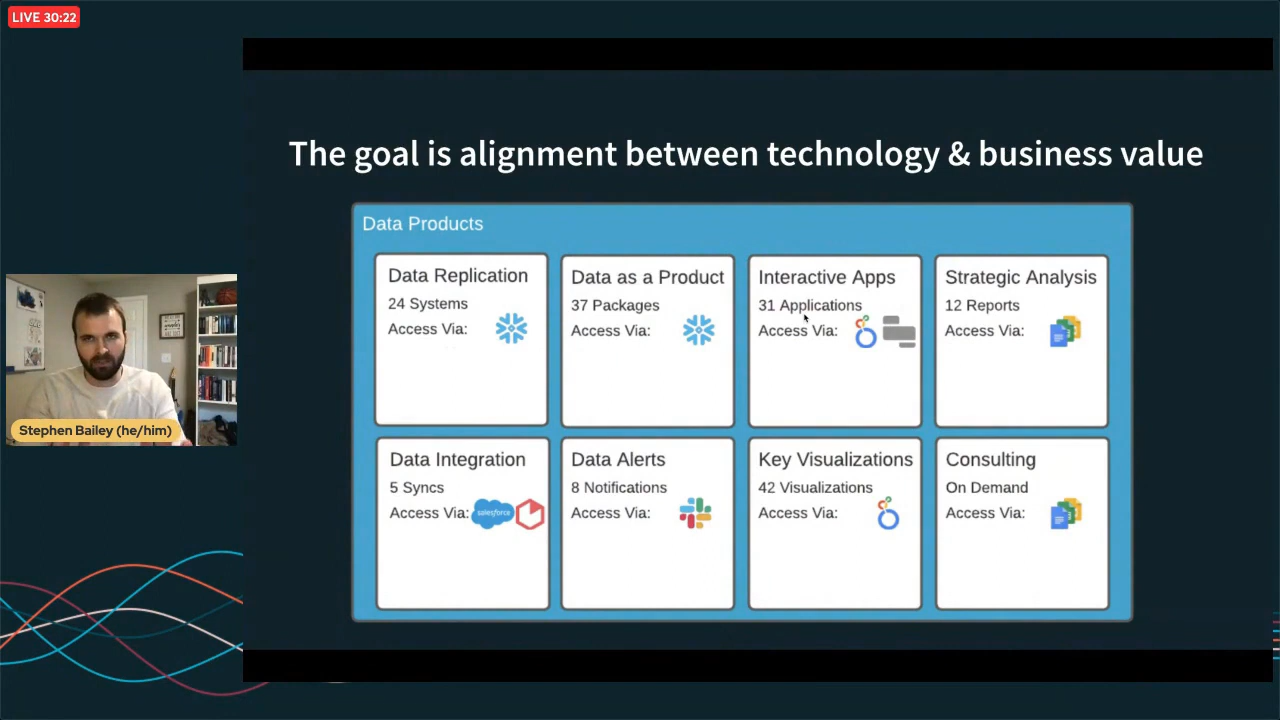 LIVE 30:22
The goal is alignment between technology & business value
Data Products
Data Replication
24 Systems
Access Via:
Data as a Product
37 Packages
Access Via:
Interactive Apps
31 Applications
Access Via:
Strategic Analysis
12 Reports
Access Via:
Data Integration
5 Syncs
Access Via:
salesforce
Data Alerts
8 Notifications
Access Via:
Key Visualizations
42 Visualizations
Access Via:
Consulting
On Demand
Access Via:
Stephen Bailey (he/him)